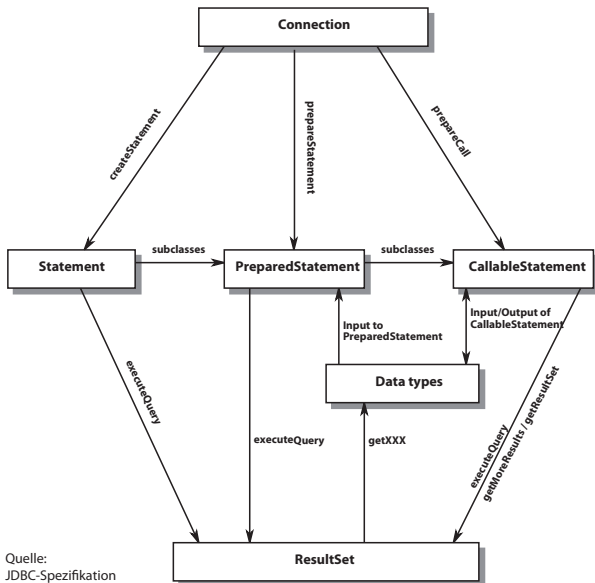 Connection
createStatement
prepareStatement
prepareCall
subclasses
subclasses
Statement
PreparedStatement
CallableStatement
Input to
PreparedStatement
Input/Output of
CallableStatement
Data types
executeQuery
executeQuery
getXXX
executeQuery
getMoreResults / getResultSet
ResultSet
Quelle:
JDBC-Spezifikation